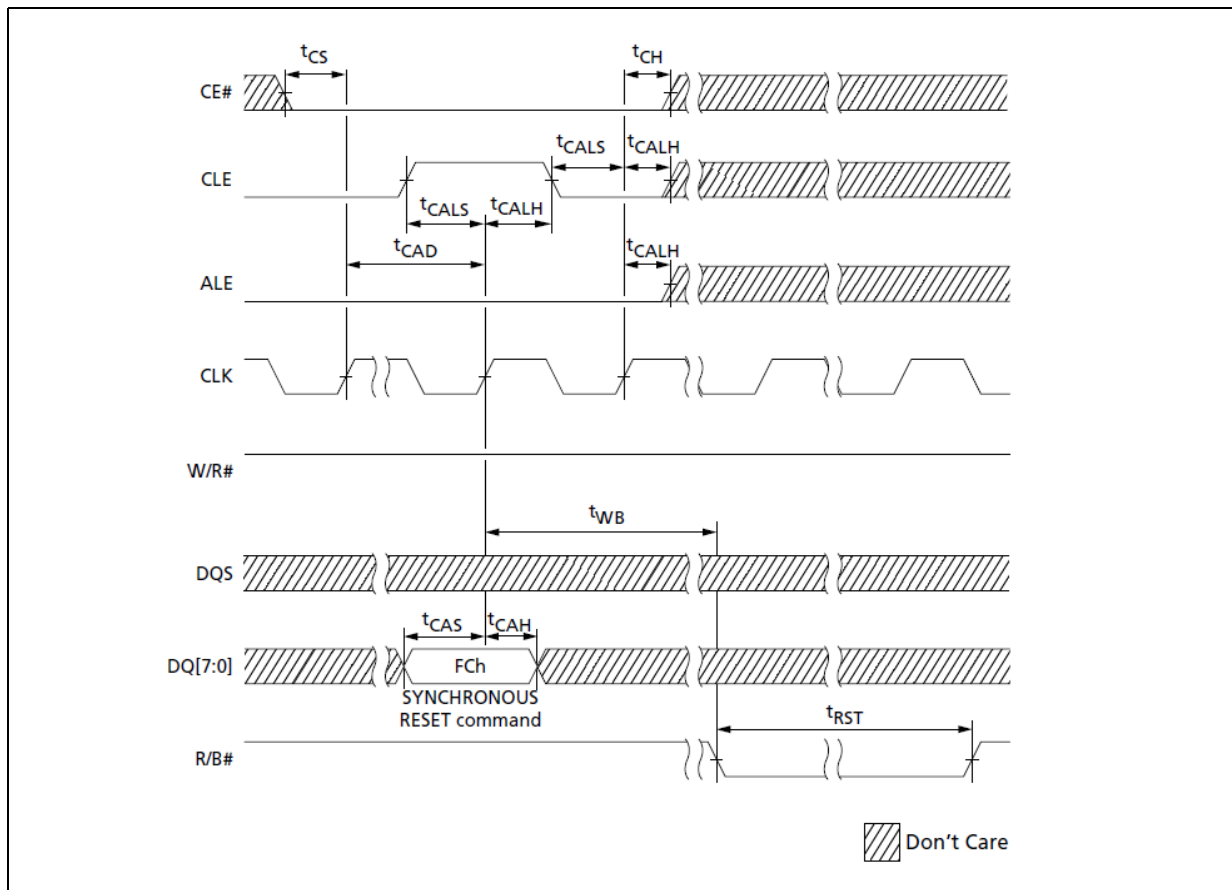 tCS
tCH
CE#
tCALS
tCALH
CLE
tCALS
tCALH
tCAD
tCALH
ALE
CLK
W/R#
tWB
DQS
tCAS
tCAH
DQ[7:0]
FCh
SYNCHRONOUS
RESET command
tRST
R/B#
Don't Care